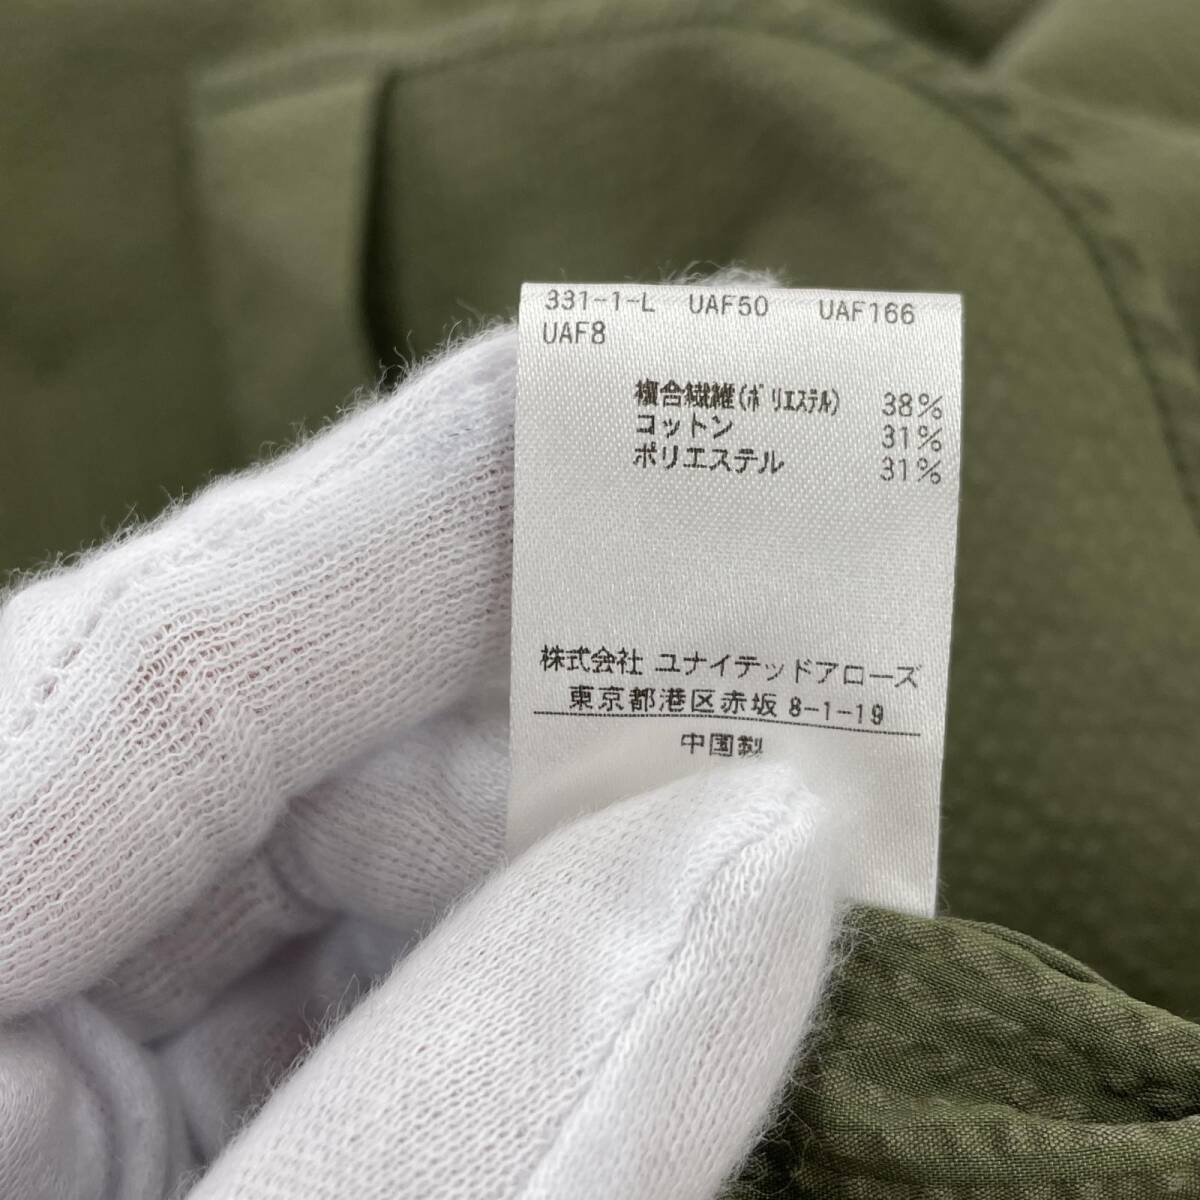 331-1-L UAF50 UAF166
UAF8
複合繊維(ポリエステル) 38%
コットン 31%
ポリエステル 31%
株式会社 ユナイテッドアローズ
東京都港区赤坂 8-1-19
中国製